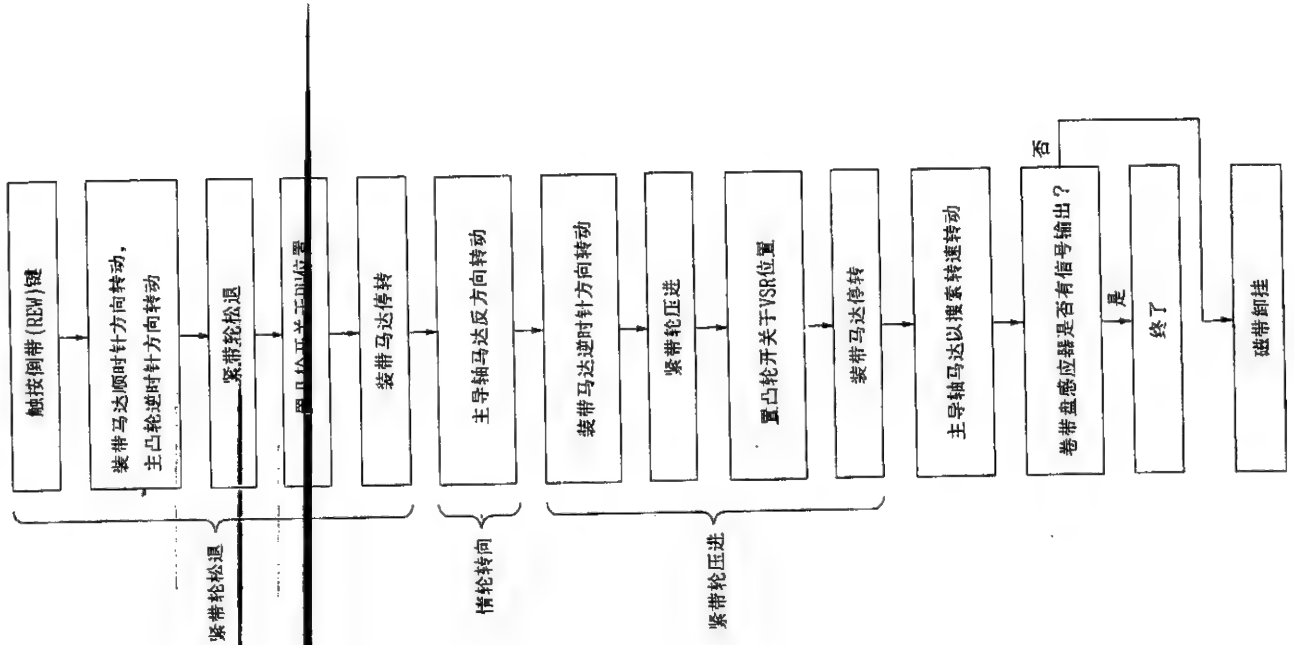 触按倒带(REW)键
装带马达顺时针方向转动,
主凸轮逆时针方向转动
紧带轮松退
装带马达停转
主导轴马达反方向转动
装带马达逆时针方向转动
紧带轮压进
置凸轮开关于VSR位置
装带马达停转
主导轴马达以搜索转速转动
卷带盘感应器是否有信号输出?
是
否
终了
磁带卸挂
紧带轮松退
惰轮转向
紧带轮压进